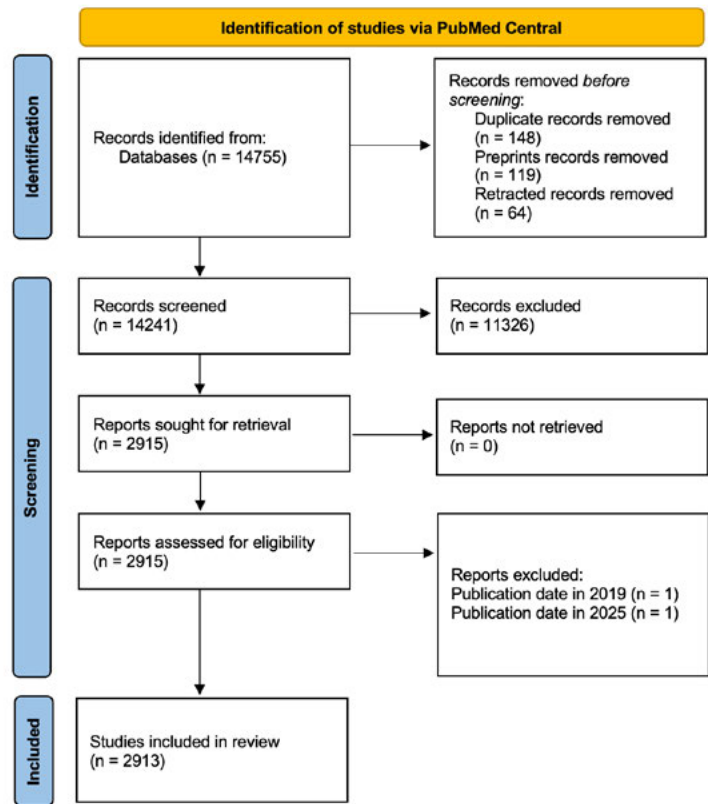 Identification of studies via PubMed Central
Identification
Records identified from:
Databases (n = 14755)
Records removed before
screening:
Duplicate records removed
(n = 148)
Preprints records removed
(n = 119)
Retracted records removed
(n = 64)
Screening
Records screened
(n = 14241)
Records excluded
(n = 11326)
Reports sought for retrieval
(n = 2915)
Reports not retrieved
(n = 0)
Reports assessed for eligibility
(n = 2915)
Reports excluded:
Publication date in 2019 (n = 1)
Publication date in 2025 (n = 1)
Included
Studies included in review
(n = 2913)